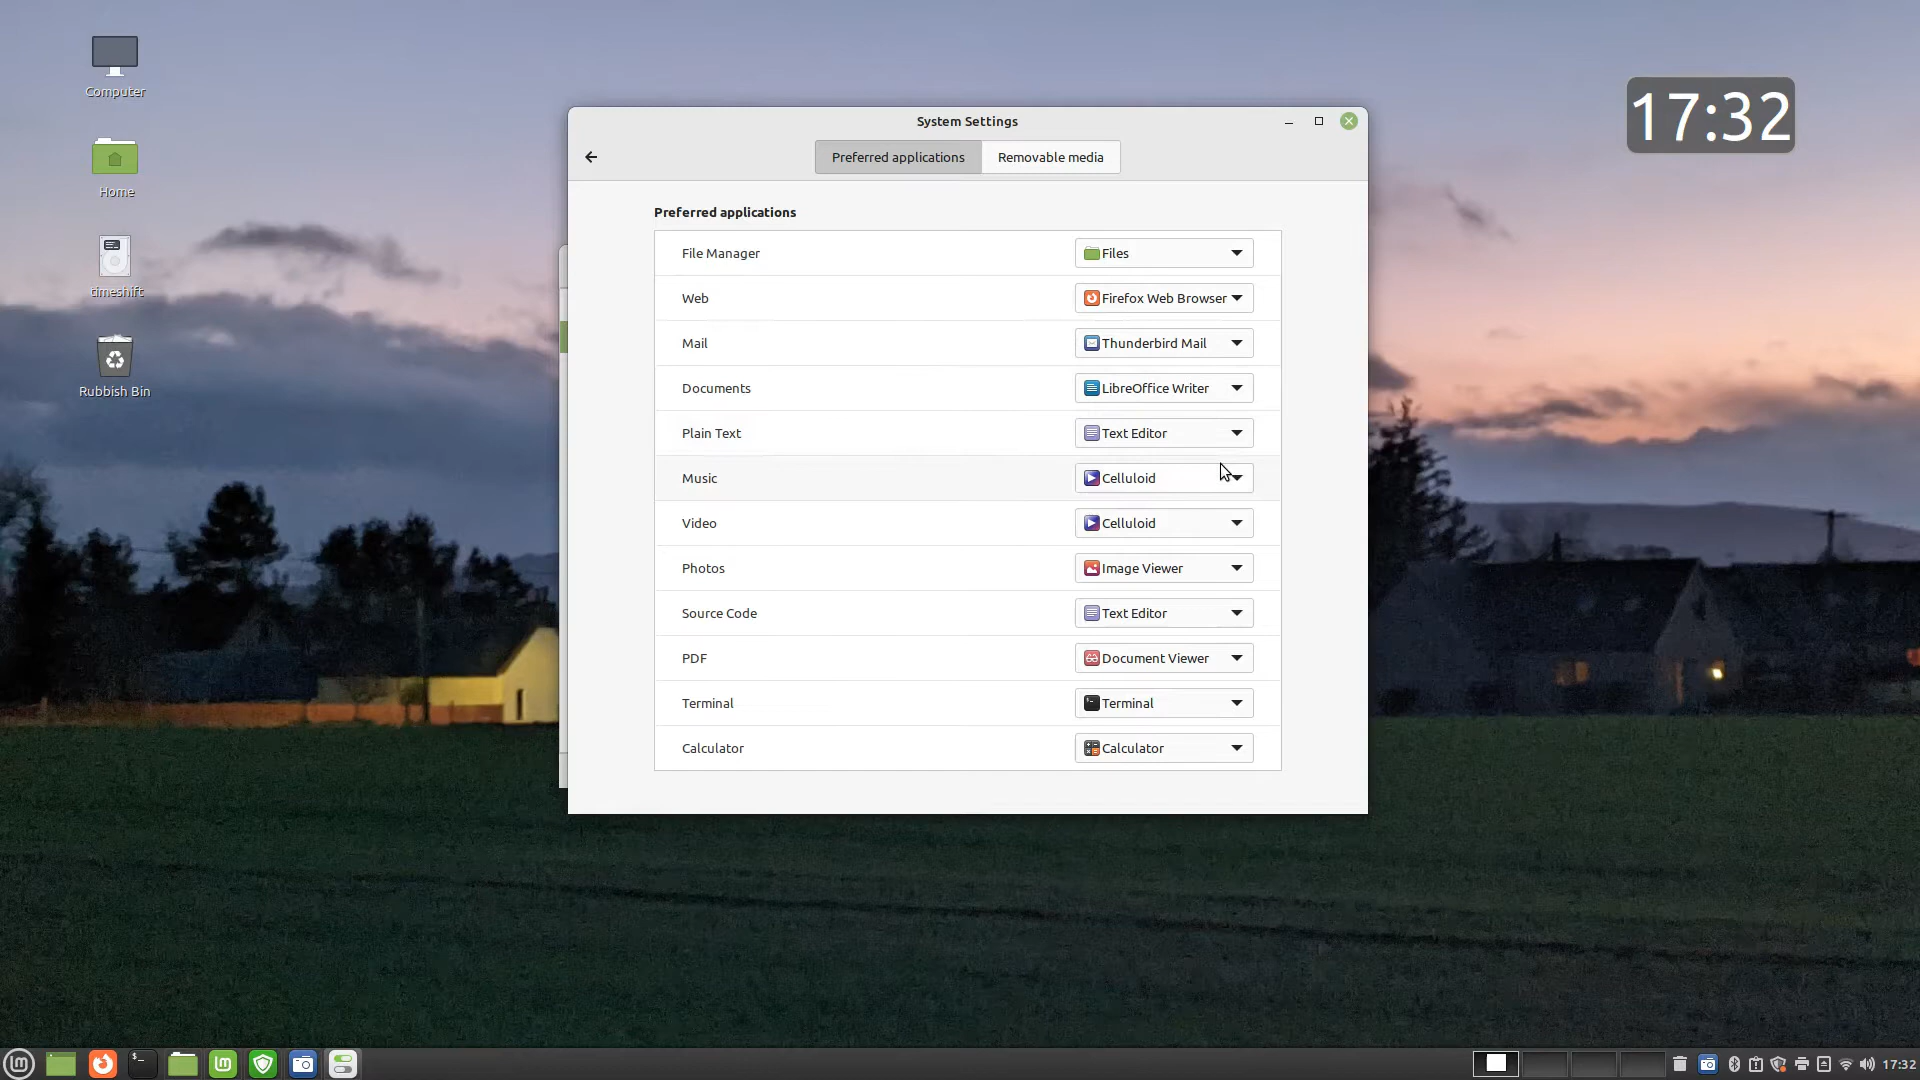 Computer
Home
timeshift
Rubbish Bin
17:32
System Settings
Preferred applications
Removable media
Preferred applications
File Manager
Files
Web
Firefox Web Browser
Mail
Thunderbird Mail
Documents
LibreOffice Writer
Plain Text
Text Editor
Music
Celluloid
Video
Celluloid
Photos
Image Viewer
Source Code
Text Editor
PDF
Document Viewer
Terminal
Terminal
Calculator
Calculator
17:32